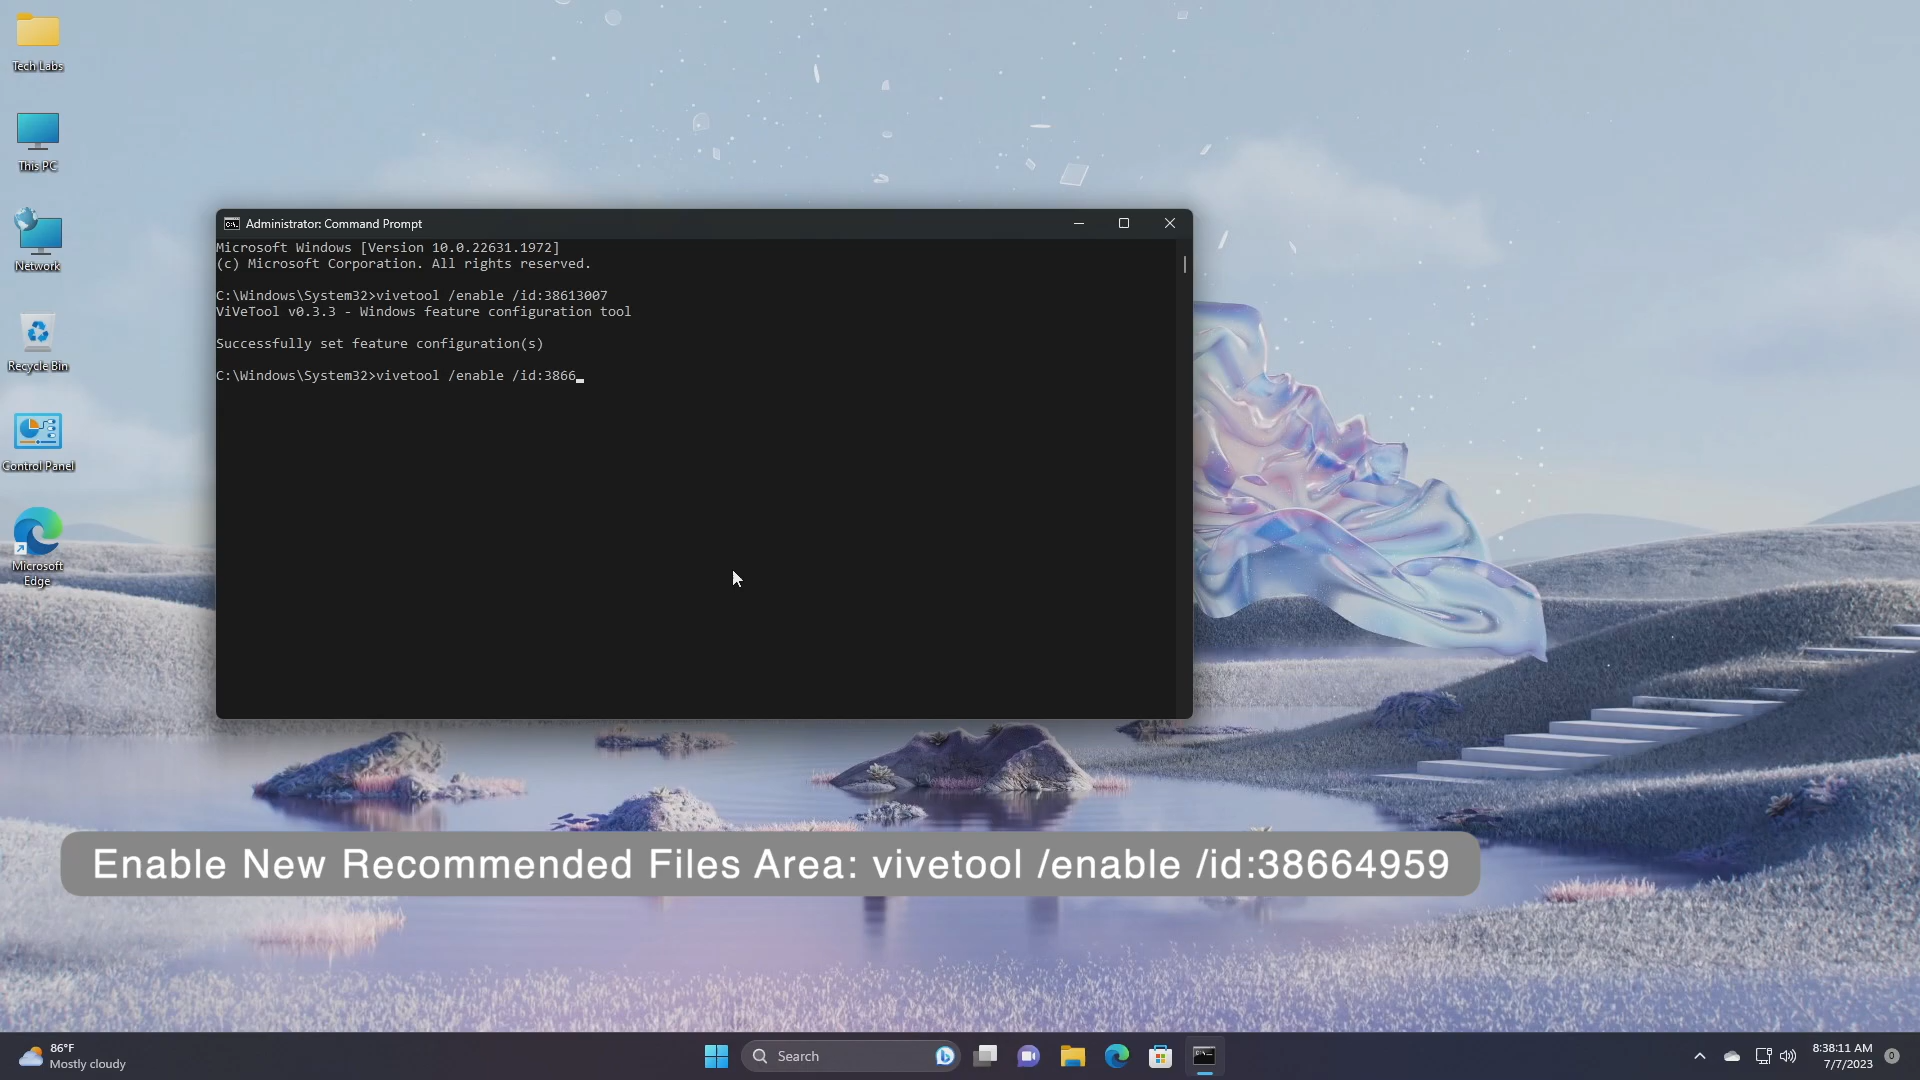 Tech Labs
This PC
Network
Recycle Bin
Control Panel
Microsoft
Edge
Administrator: Command Prompt
Microsoft Windows [Version 10.0.22631.1972]
(c) Microsoft Corporation. All rights reserved.
C:\Windows\System32>vivetool /enable /id:38613007
ViVeTool v0.3.3 - Windows feature configuration tool
Successfully set feature configuration(s)
C:\Windows\System32>vivetool /enable /id:3866_
Enable New Recommended Files Area: vivetool /enable /id:38664959
86°F
Mostly cloudy
Search
8:38:11 AM
7/7/2023
0